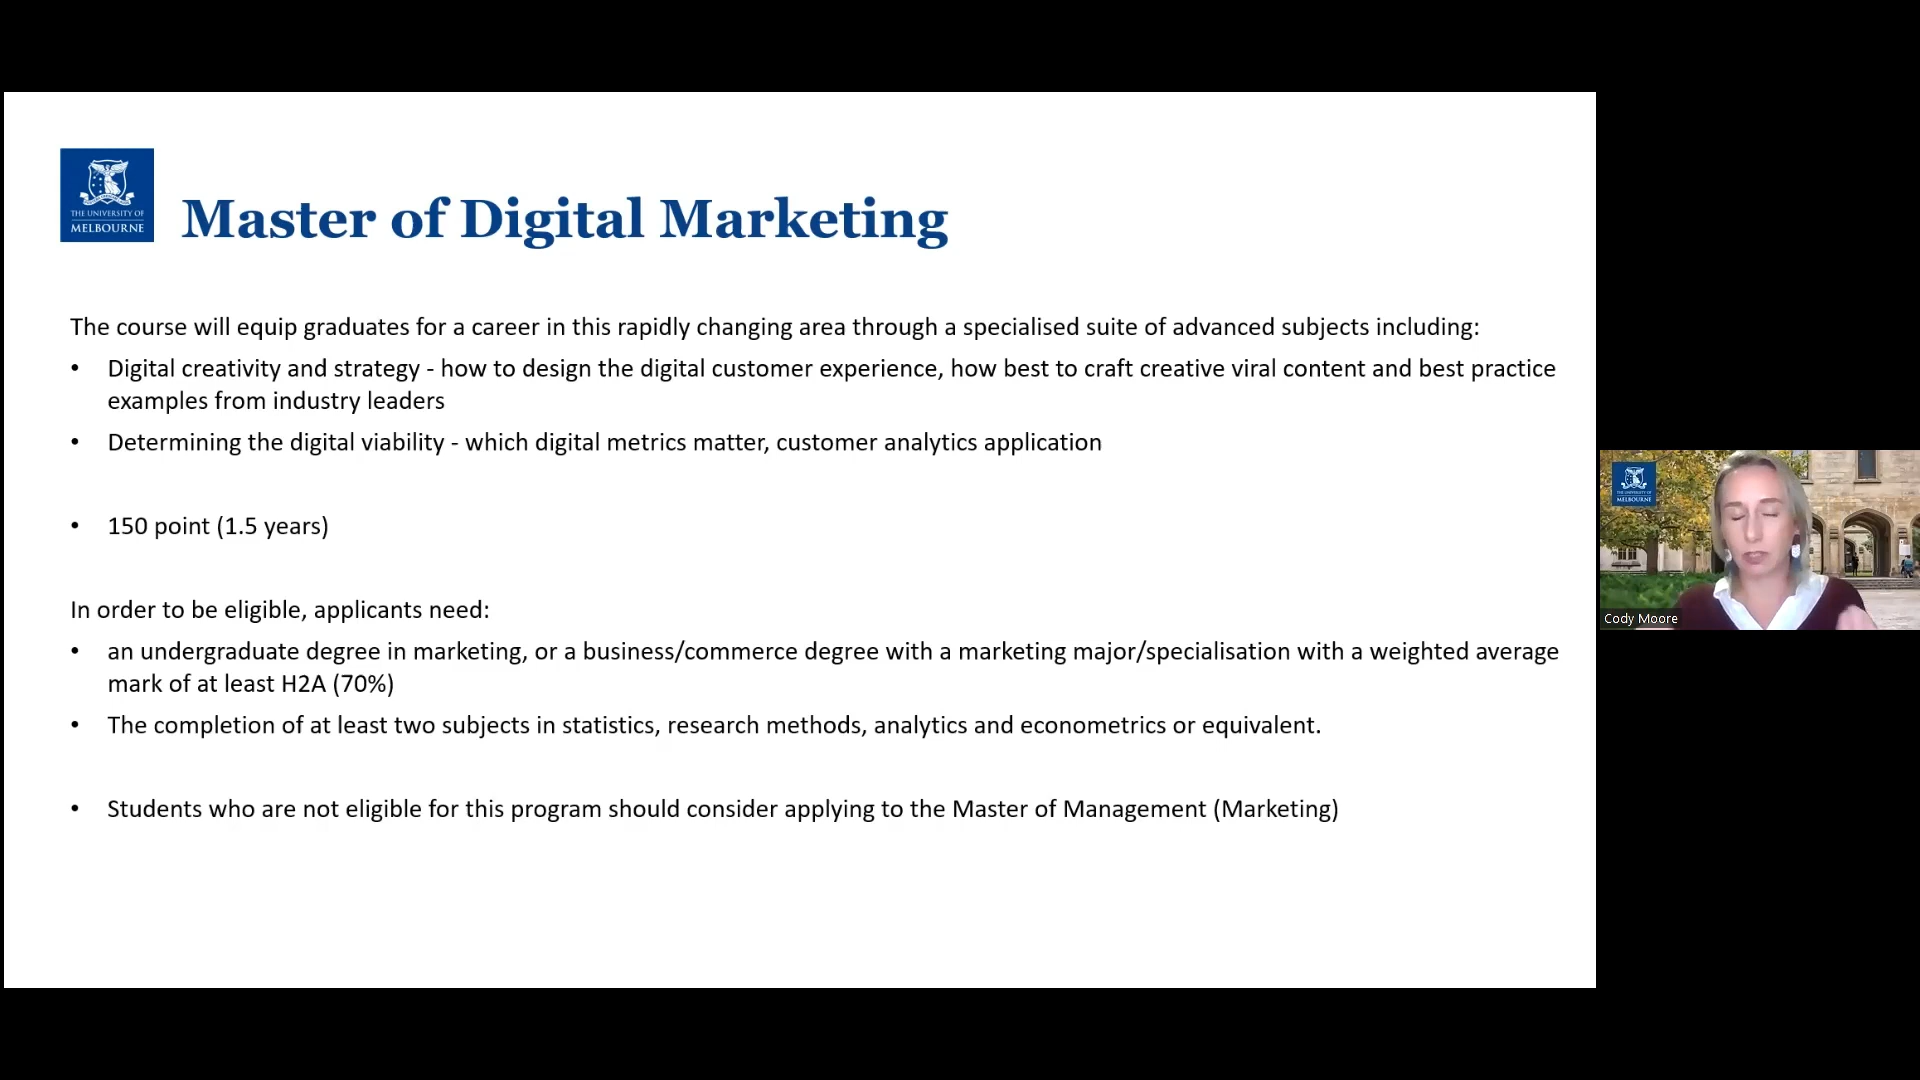 THE UNIVERSITY OF
MELBOURNE
Master of Digital Marketing
The course will equip graduates for a career in this rapidly changing area through a specialised suite of advanced subjects including:
• Digital creativity and strategy - how to design the digital customer experience, how best to craft creative viral content and best practice
examples from industry leaders
• Determining the digital viability - which digital metrics matter, customer analytics application
• 150 point (1.5 years)
In order to be eligible, applicants need:
• an undergraduate degree in marketing, or a business/commerce degree with a marketing major/specialisation with a weighted average
mark of at least H2A (70%)
• The completion of at least two subjects in statistics, research methods, analytics and econometrics or equivalent.
• Students who are not eligible for this program should consider applying to the Master of Management (Marketing)
THE UNIVERSITY OF
MELBOURNE
Cody Moore